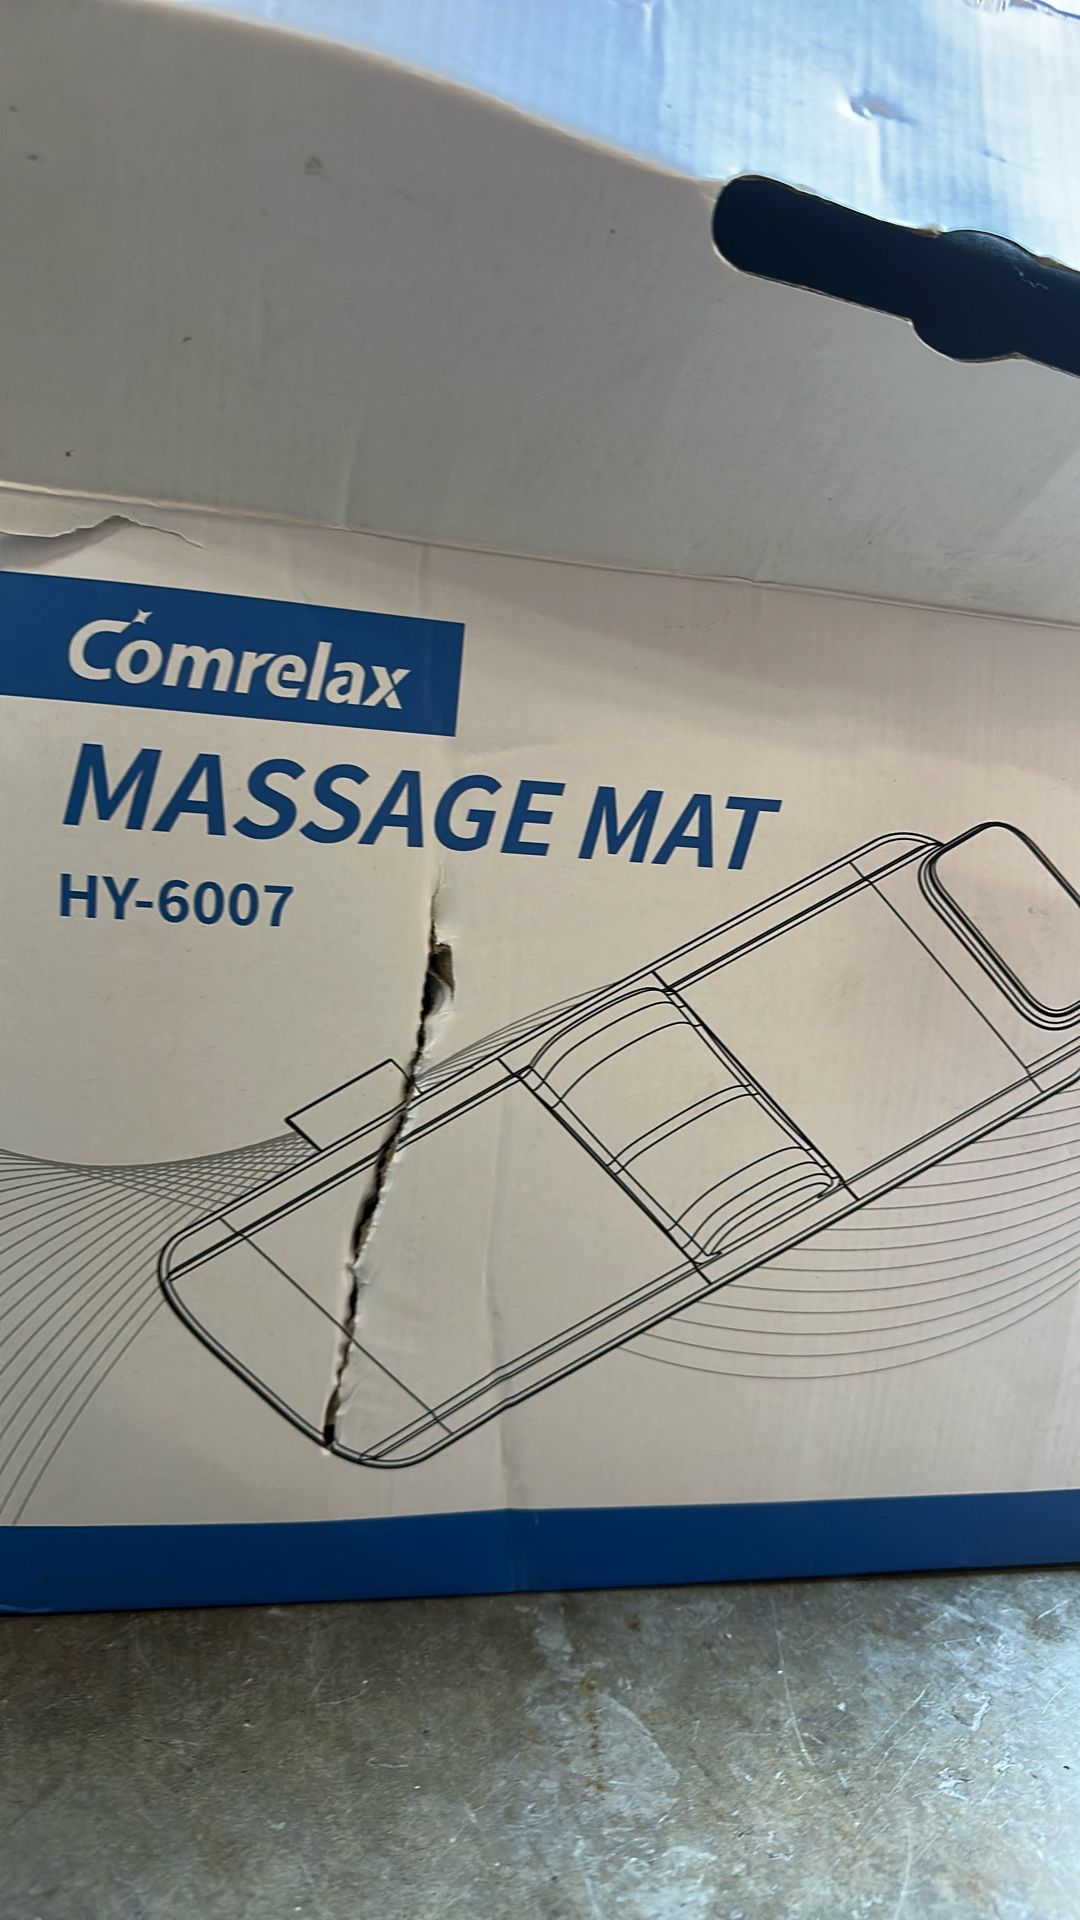 Comrelax
MASSAGE MAT
HY-6007